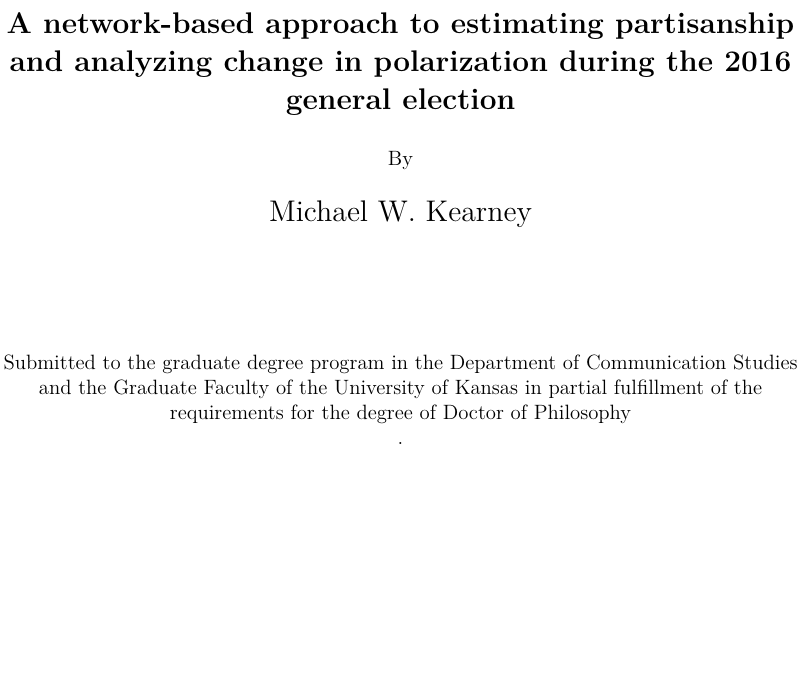 A network-based approach to estimating partisanship
and analyzing change in polarization during the 2016
general election
By
Michael W. Kearney
Submitted to the graduate degree program in the Department of Communication Studies
and the Graduate Faculty of the University of Kansas in partial fulfillment of the
requirements for the degree of Doctor of Philosophy
.